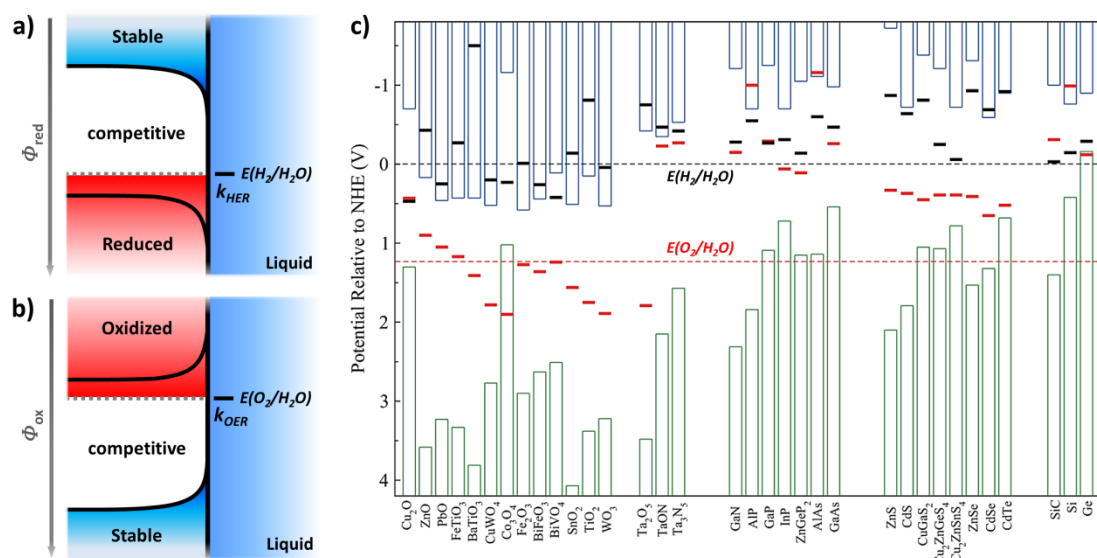 a)
Φred
Stable
competitive
Reduced
E(H2/H2O)
kHER
Liquid
b)
Φox
Oxidized
competitive
Stable
E(O2/H2O)
kOER
Liquid
c)
Potential Relative to NHE (V)
-1
0
1
2
3
4
E(H2/H2O)
E(O2/H2O)
Cu2O
ZnO
PbO
FeTiO3
BaTiO3
CuWO4
Co3O4
Fe2O3
BiFeO3
BiVO4
SnO2
TiO2
WO3
Ta2O5
TaON
Ta3N5
GaN
AlP
GaP
InP
ZnGeP2
AlAs
GaAs
ZnS
CdS
CuGaS2
Cu2ZnGeS4
Cu2ZnSnS4
ZnSe
CdSe
CdTe
SiC
Si
Ge